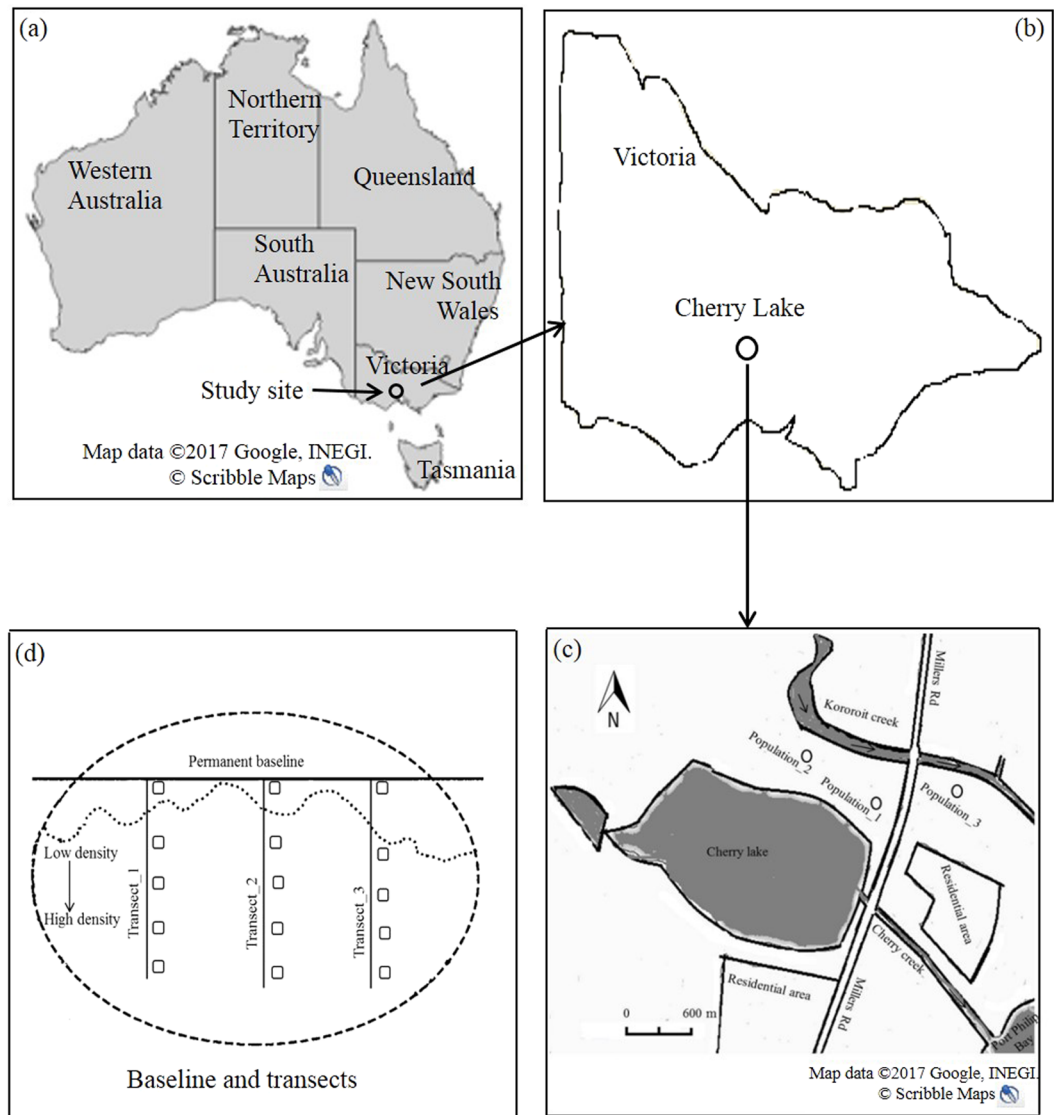 (a)
Northern
Territory
Western
Australia
Queensland
South
Australia
New South
Wales
Victoria
Study site
Map data ©2017 Google, INEGI.
© Scribble Maps
Tasmania
(b)
Victoria
Cherry Lake
(d)
Permanent baseline
Low density
High density
Transect_1
Transect_2
Transect_3
Baseline and transects
(c)
N
Millers Rd
Kororoit creek
Population_2
Population_1
Population_3
Cherry lake
Residential area
Cherry creek
Residential area
Millers Rd
0 600 m
Port Philip
Bay
Map data ©2017 Google, INEGI.
© Scribble Maps